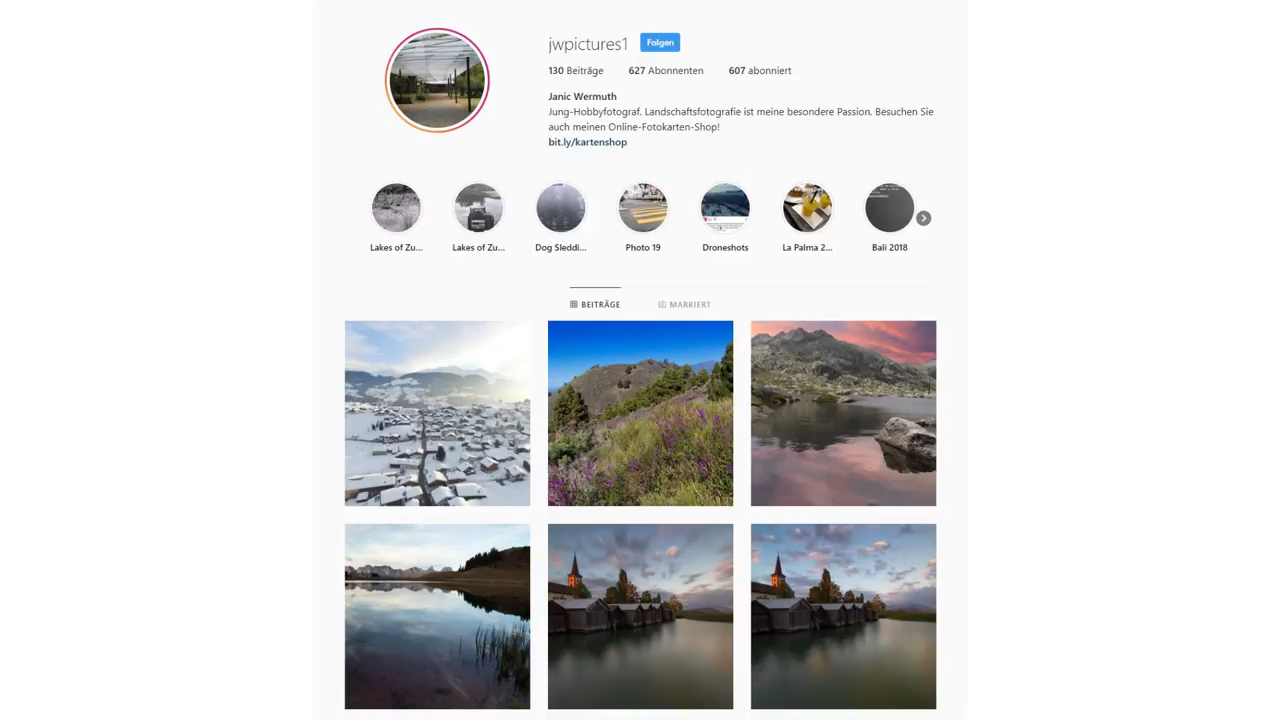 jwpictures1 Folgen
130 Beiträge 627 Abonnenten 607 abonniert
Janic Wermuth
Jung-Hobbyfotograf. Landschaftsfotografie ist meine besondere Passion. Besuchen Sie
auch meinen Online-Fotokarten-Shop!
bit.ly/kartenshop
Lakes of Zu... Lakes of Zu... Dog Sleddi... Photo 19 Droneshots La Palma 2... Bali 2018
BEITRÄGE MARKIERT